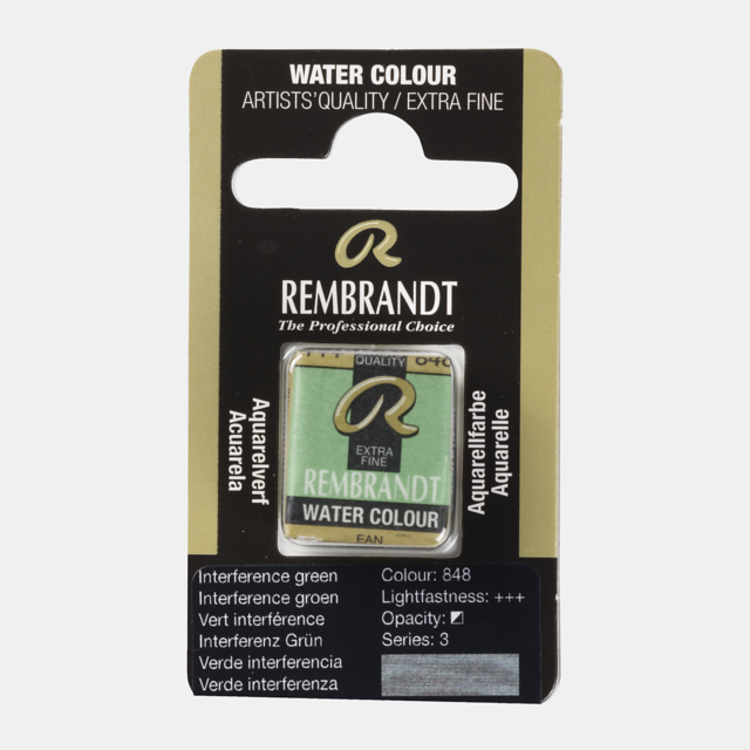 WATER COLOUR
ARTISTS'QUALITY / EXTRA FINE
R
REMBRANDT
The Professional Choice
+++ 848
QUALITY
R
EXTRA
FINE
REMBRANDT
WATER COLOUR
EAN
Aquarelverf
Acuarela
Aquarellfarbe
Aquarelle
Interference green
Interference groen
Vert interférence
Interferenz Grün
Verde interferencia
Verde interferenza
Colour: 848
Lightfastness: +++
Opacity:
Series: 3